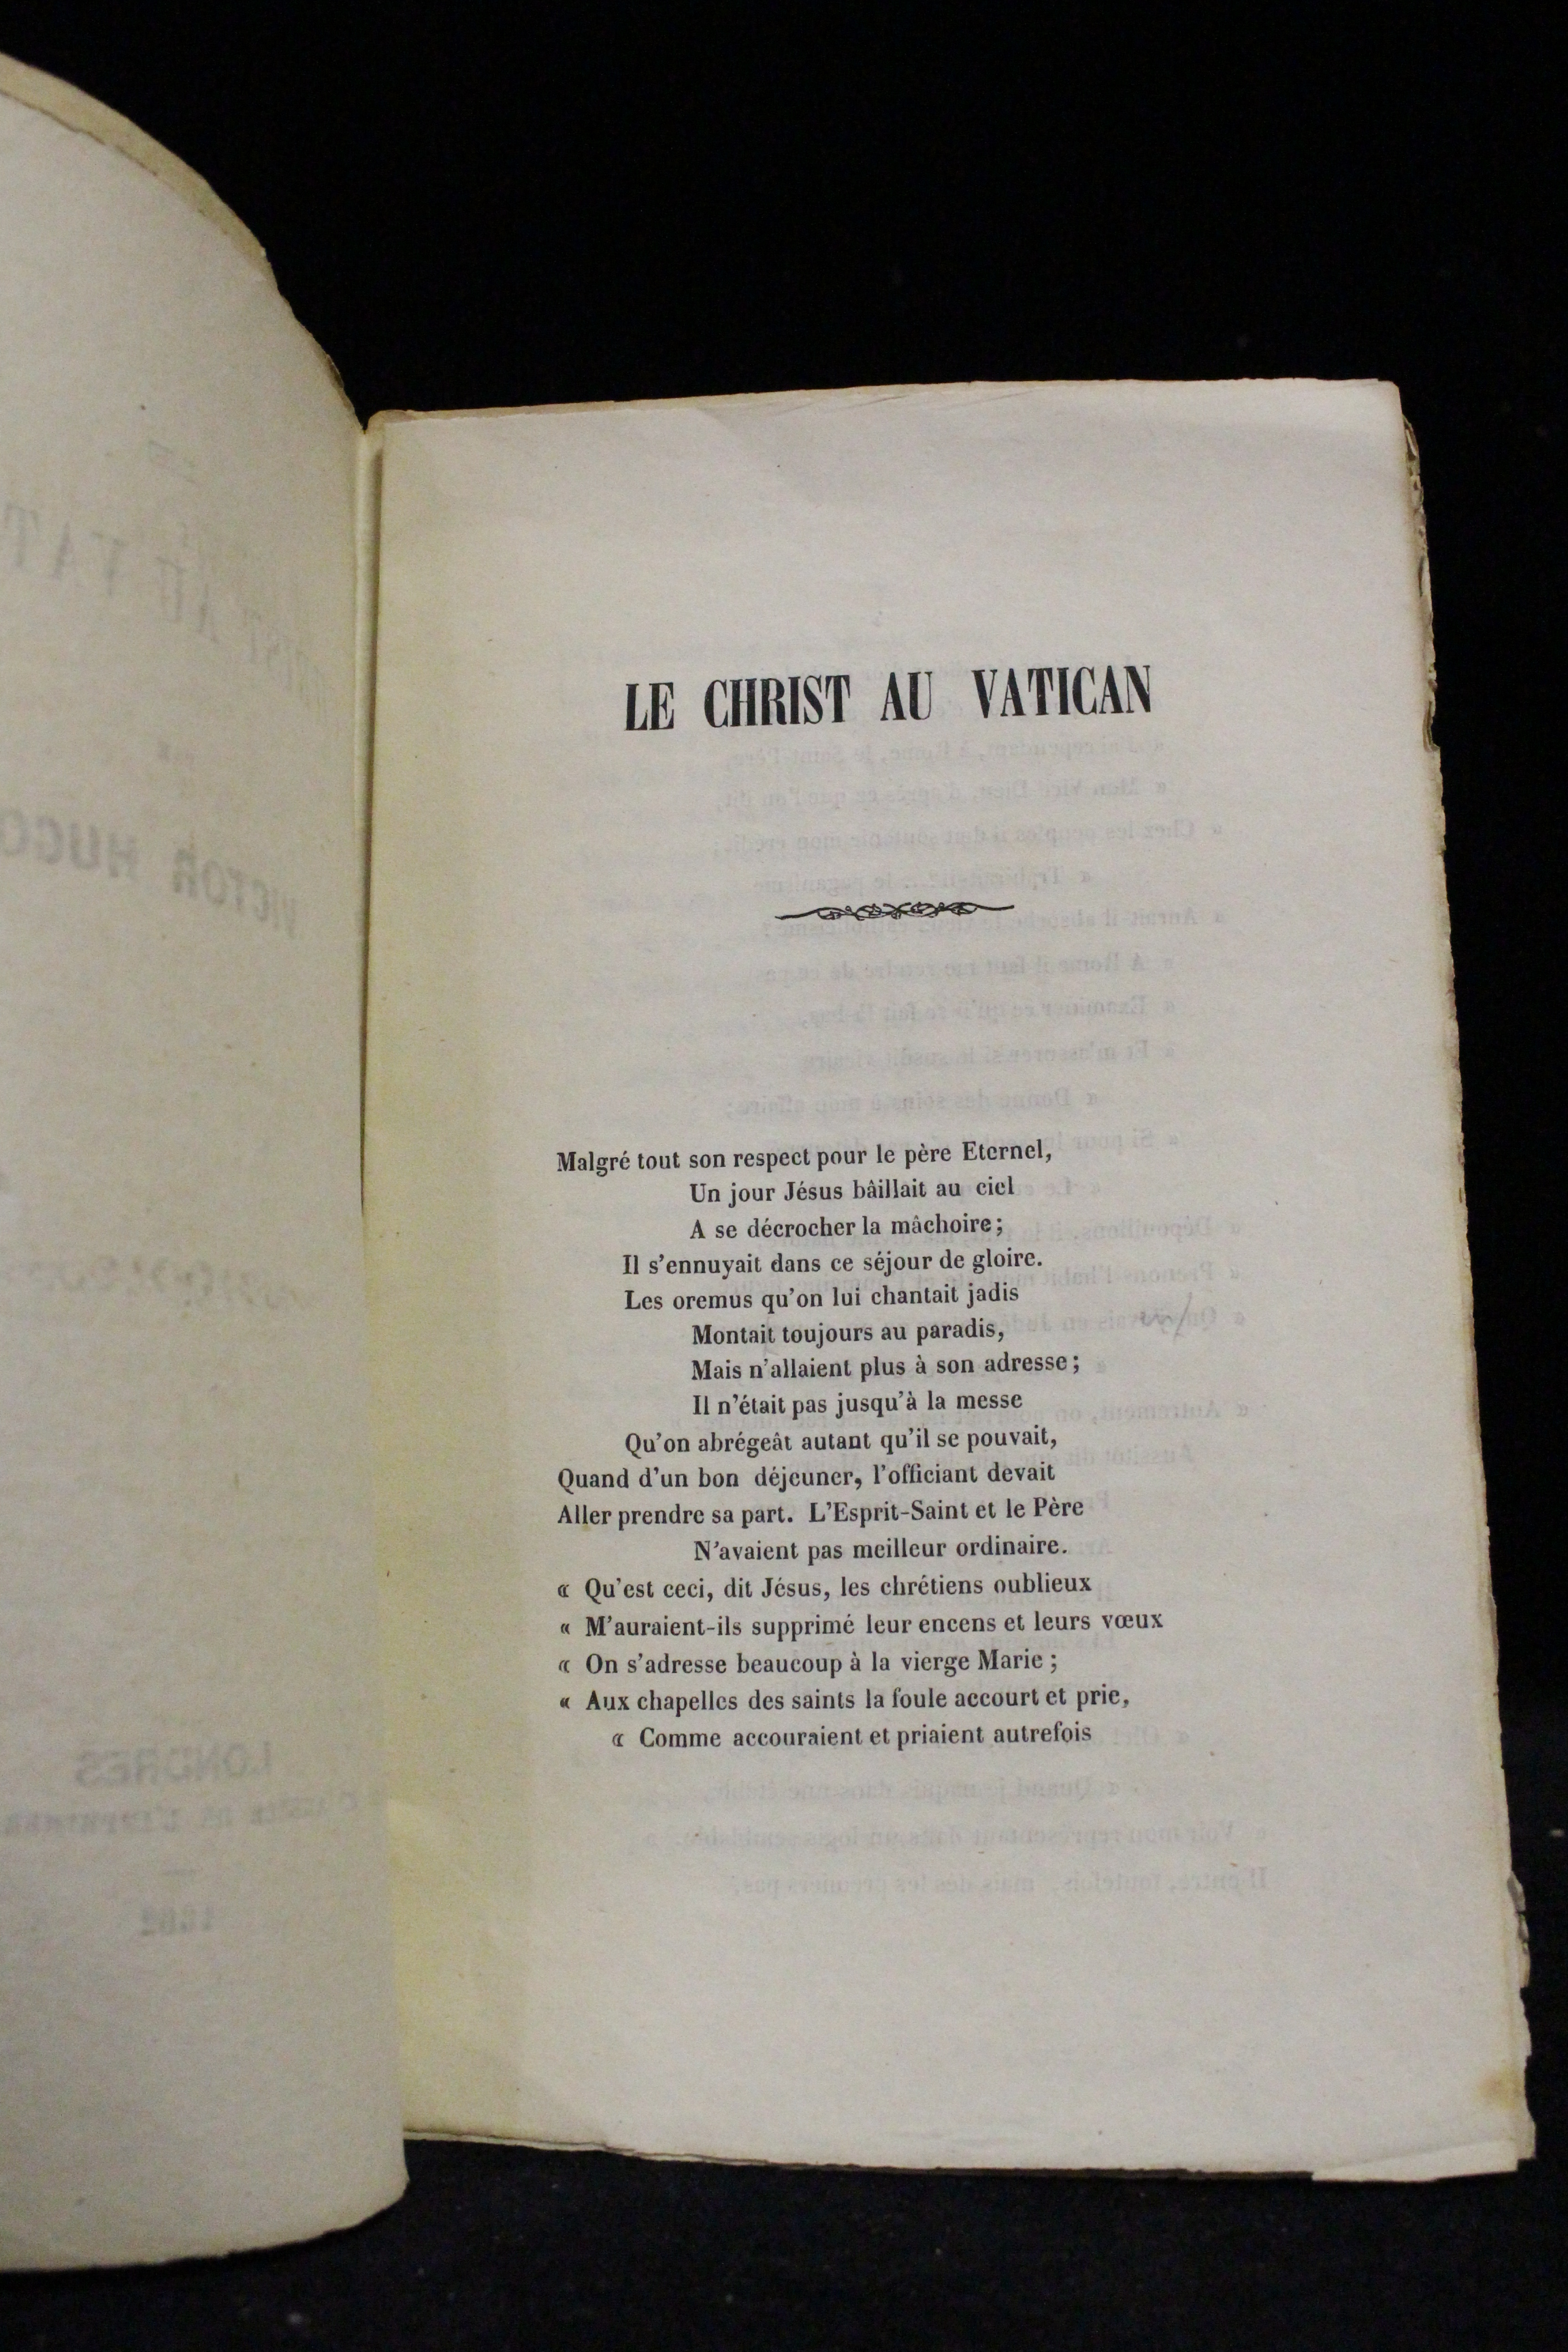 LE CHRIST AU VATICAN
Malgré tout son respect pour le père Eternel,
Un jour Jésus bâillait au ciel
A se décrocher la mâchoire;
Il s'ennuyait dans ce séjour de gloire.
Les oremus qu'on lui chantait jadis
Montait toujours au paradis,
Mais n'allaient plus à son adresse;
Il n'était pas jusqu'à la messe
Qu'on abrégeât autant qu'il se pouvait,
Quand d'un bon déjeuner, l'officiant devait
Aller prendre sa part. L'Esprit-Saint et le Père
N'avaient pas meilleur ordinaire.
« Qu'est ceci, dit Jésus, les chrétiens oublieux
« M'auraient-ils supprimé leur encens et leurs vœux
« On s'adresse beaucoup à la vierge Marie;
« Aux chapelles des saints la foule accourt et prie,
« Comme accouraient et priaient autrefois